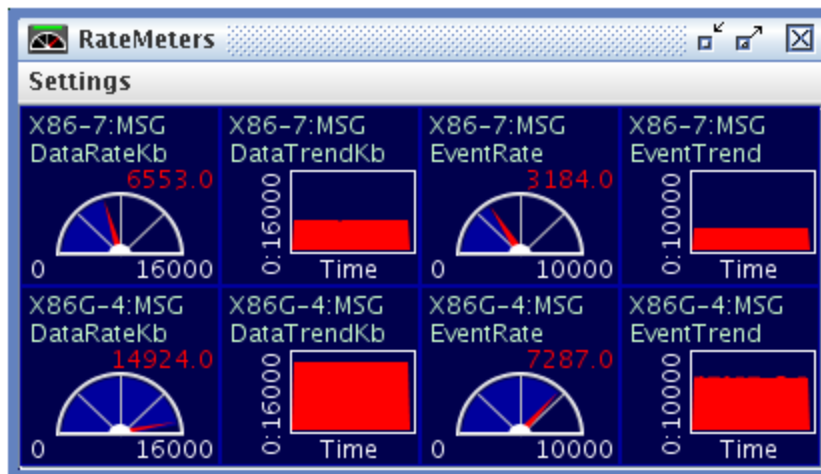 RateMeters
Settings
X86-7:MSG
DataRateKb
6553.0
0
16000
X86-7:MSG
DataTrendKb
0:16000
Time
X86-7:MSG
EventRate
3184.0
0
10000
X86-7:MSG
EventTrend
0:10000
Time
X86G-4:MSG
DataRateKb
14924.0
0
16000
X86G-4:MSG
DataTrendKb
0:16000
Time
X86G-4:MSG
EventRate
7287.0
0
10000
X86G-4:MSG
EventTrend
0:10000
Time